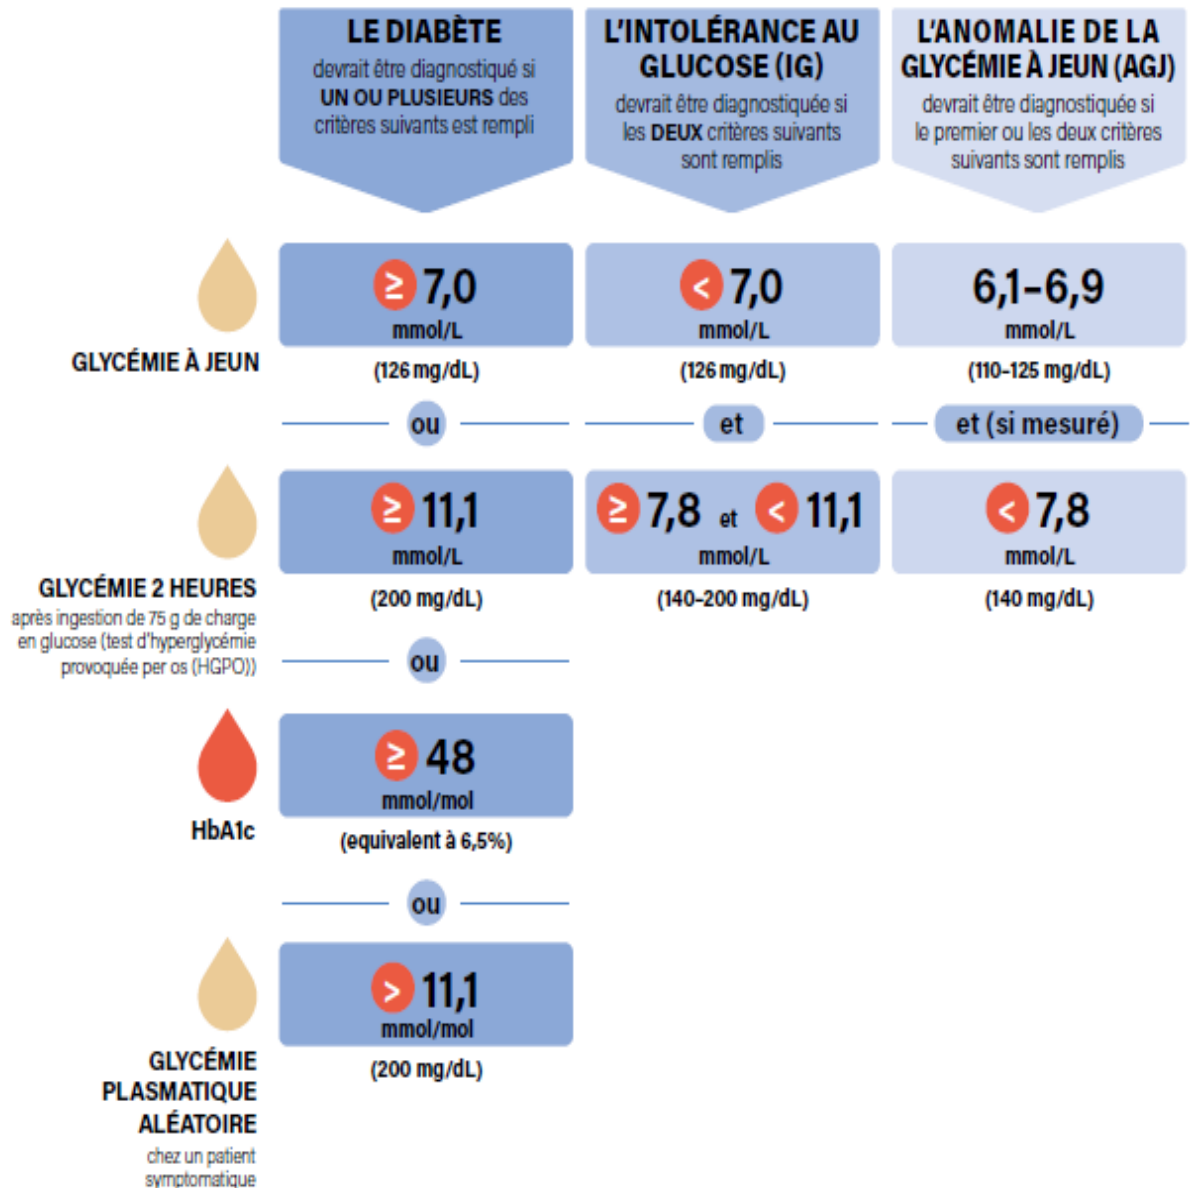 LE DIABÈTE
devrait être diagnostiqué si
UN OU PLUSIEURS des
critères suivants est rempli
L'INTOLÉRANCE AU
GLUCOSE (IG)
devrait être diagnostiquée si
les DEUX critères suivants
sont remplis
L'ANOMALIE DE LA
GLYCÉMIE À JEUN (AGJ)
devrait être diagnostiquée si
le premier ou les deux critères
suivants sont remplis
GLYCÉMIE À JEUN
≥ 7,0
mmol/L
(126 mg/dL)
< 7,0
mmol/L
(126 mg/dL)
6,1-6,9
mmol/L
(110-125 mg/dL)
ou
et
et (si mesuré)
GLYCÉMIE 2 HEURES
après ingestion de 75 g de charge
en glucose (test d'hyperglycémie
provoquée per os (HGPO))
≥ 11,1
mmol/L
(200 mg/dL)
≥ 7,8 et < 11,1
mmol/L
(140-200 mg/dL)
< 7,8
mmol/L
(140 mg/dL)
ou
HbA1c
≥ 48
mmol/mol
(equivalent à 6,5%)
ou
GLYCÉMIE
PLASMATIQUE
ALÉATOIRE
chez un patient
symptomatique
> 11,1
mmol/mol
(200 mg/dL)